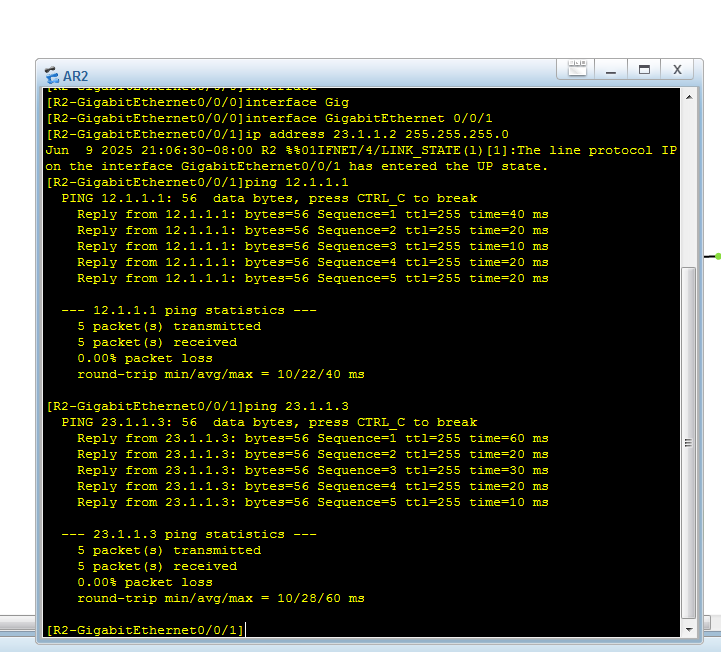 AR2
[R2-GigabitEthernet0/0/0]interface
[R2-GigabitEthernet0/0/0]interface Gig
[R2-GigabitEthernet0/0/0]interface GigabitEthernet 0/0/1
[R2-GigabitEthernet0/0/1]ip address 23.1.1.2 255.255.255.0
Jun  9 2025 21:06:30-08:00 R2 %%01IFNET/4/LINK_STATE(l)[1]:The line protocol IP
on the interface GigabitEthernet0/0/1 has entered the UP state.
[R2-GigabitEthernet0/0/1]ping 12.1.1.1
  PING 12.1.1.1: 56  data bytes, press CTRL_C to break
    Reply from 12.1.1.1: bytes=56 Sequence=1 ttl=255 time=40 ms
    Reply from 12.1.1.1: bytes=56 Sequence=2 ttl=255 time=20 ms
    Reply from 12.1.1.1: bytes=56 Sequence=3 ttl=255 time=10 ms
    Reply from 12.1.1.1: bytes=56 Sequence=4 ttl=255 time=20 ms
    Reply from 12.1.1.1: bytes=56 Sequence=5 ttl=255 time=20 ms
  --- 12.1.1.1 ping statistics ---
    5 packet(s) transmitted
    5 packet(s) received
    0.00% packet loss
    round-trip min/avg/max = 10/22/40 ms
[R2-GigabitEthernet0/0/1]ping 23.1.1.3
  PING 23.1.1.3: 56  data bytes, press CTRL_C to break
    Reply from 23.1.1.3: bytes=56 Sequence=1 ttl=255 time=60 ms
    Reply from 23.1.1.3: bytes=56 Sequence=2 ttl=255 time=20 ms
    Reply from 23.1.1.3: bytes=56 Sequence=3 ttl=255 time=30 ms
    Reply from 23.1.1.3: bytes=56 Sequence=4 ttl=255 time=20 ms
    Reply from 23.1.1.3: bytes=56 Sequence=5 ttl=255 time=10 ms
  --- 23.1.1.3 ping statistics ---
    5 packet(s) transmitted
    5 packet(s) received
    0.00% packet loss
    round-trip min/avg/max = 10/28/60 ms
[R2-GigabitEthernet0/0/1]